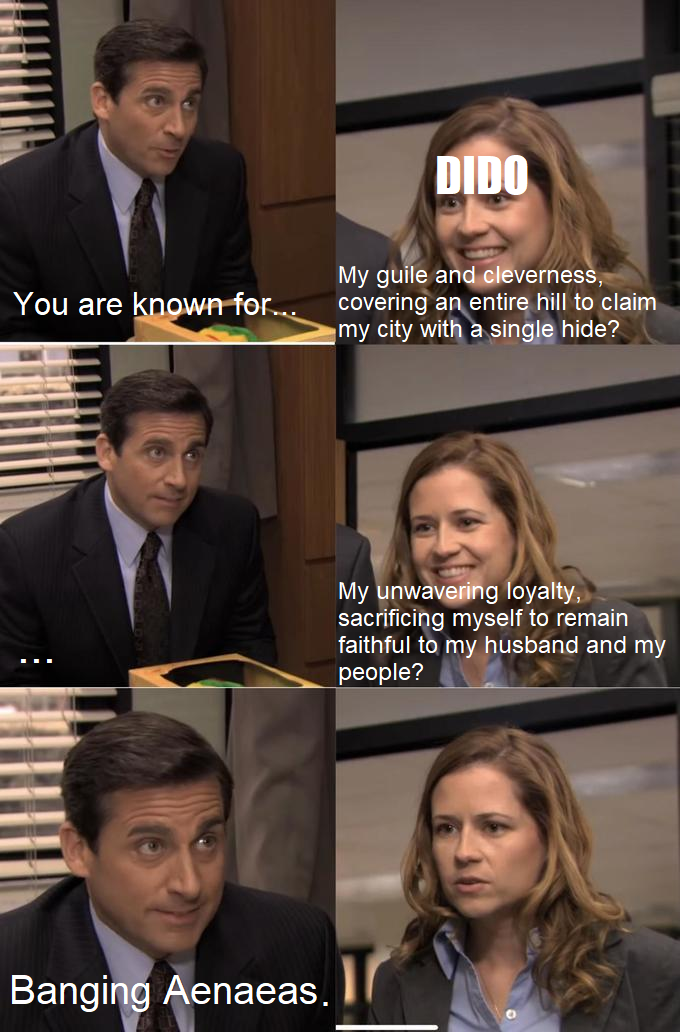 You are known for...
DIDO
My guile and cleverness,
covering an entire hill to claim
my city with a single hide?
...
My unwavering loyalty,
sacrificing myself to remain
faithful to my husband and my
people?
Banging Aenaeas.